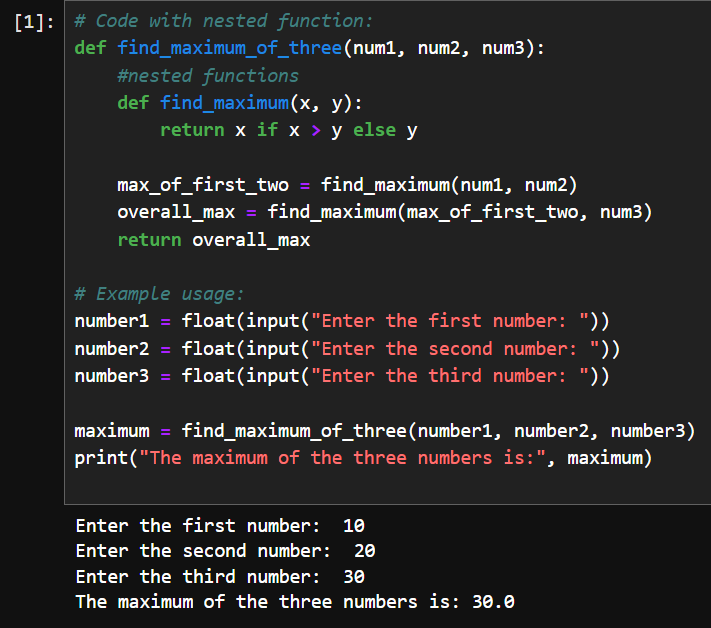 [1]: # Code with nested function:
def find_maximum_of_three(num1, num2, num3):
    #nested functions
    def find_maximum(x, y):
        return x if x > y else y

    max_of_first_two = find_maximum(num1, num2)
    overall_max = find_maximum(max_of_first_two, num3)
    return overall_max

# Example usage:
number1 = float(input("Enter the first number: "))
number2 = float(input("Enter the second number: "))
number3 = float(input("Enter the third number: "))

maximum = find_maximum_of_three(number1, number2, number3)
print("The maximum of the three numbers is:", maximum)

Enter the first number:  10
Enter the second number:  20
Enter the third number:  30
The maximum of the three numbers is: 30.0